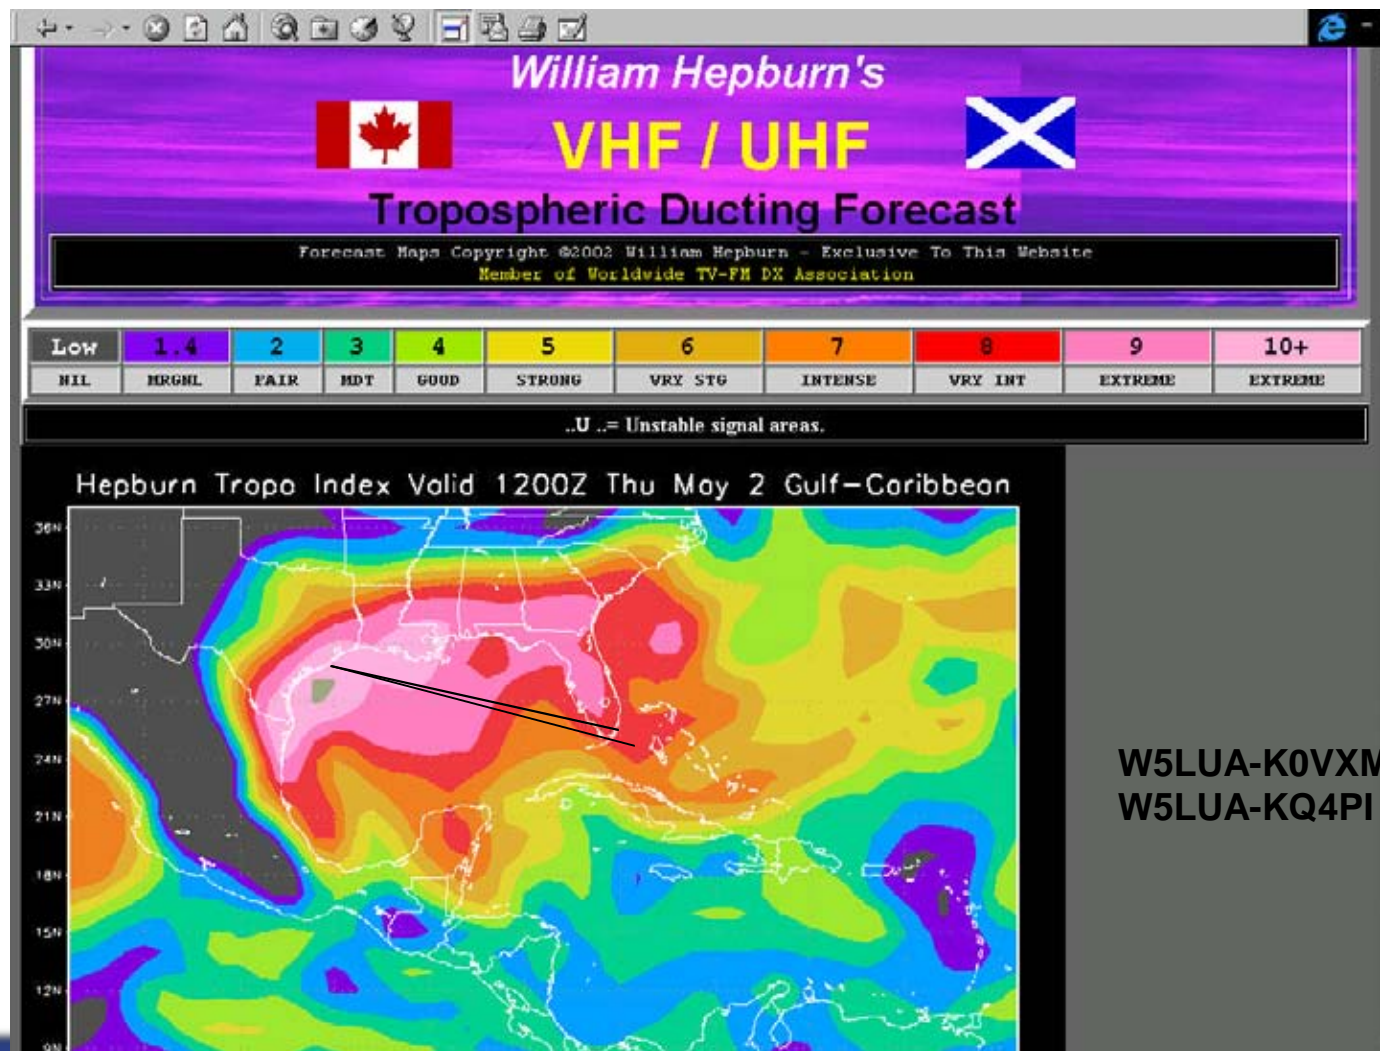 William Hepburn's
VHF / UHF
Tropospheric Ducting Forecast
Forecast Maps Copyright ©2002 William Hepburn - Exclusive To This Website
Member of Worldwide TV-FM DX Association
Low 1.4 2 3 4 5 6 7 8 9 10+
NIL MRGNL FAIR MDT GOOD STRONG VRY STG INTENSE VRY INT EXTREME EXTREME
..U ..= Unstable signal areas.
Hepburn Tropo Index Valid 1200Z Thu May 2 Gulf-Caribbean
36N
33N
30N
27N
24N
21N
18N
15N
12N
9N
W5LUA-K0VXM
W5LUA-KQ4PI